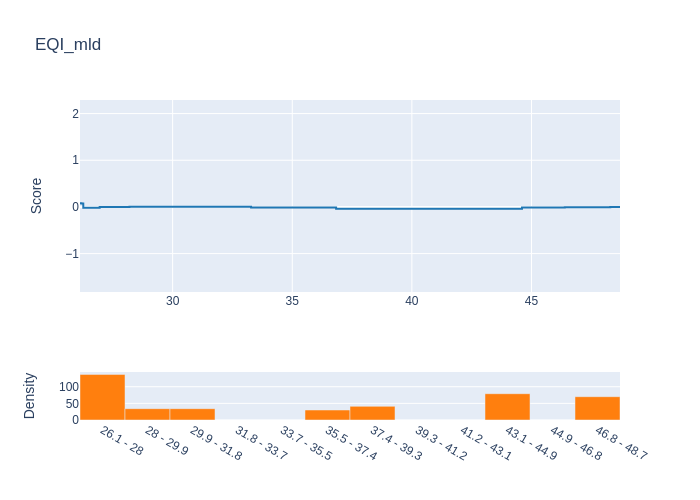 EQI_mld
Score
2
1
0
−1
30 35 40 45
Density
100
50
0
26.1 - 28
28 - 29.9
29.9 - 31.8
31.8 - 33.7
33.7 - 35.5
35.5 - 37.4
37.4 - 39.3
39.3 - 41.2
41.2 - 43.1
43.1 - 44.9
44.9 - 46.8
46.8 - 48.7